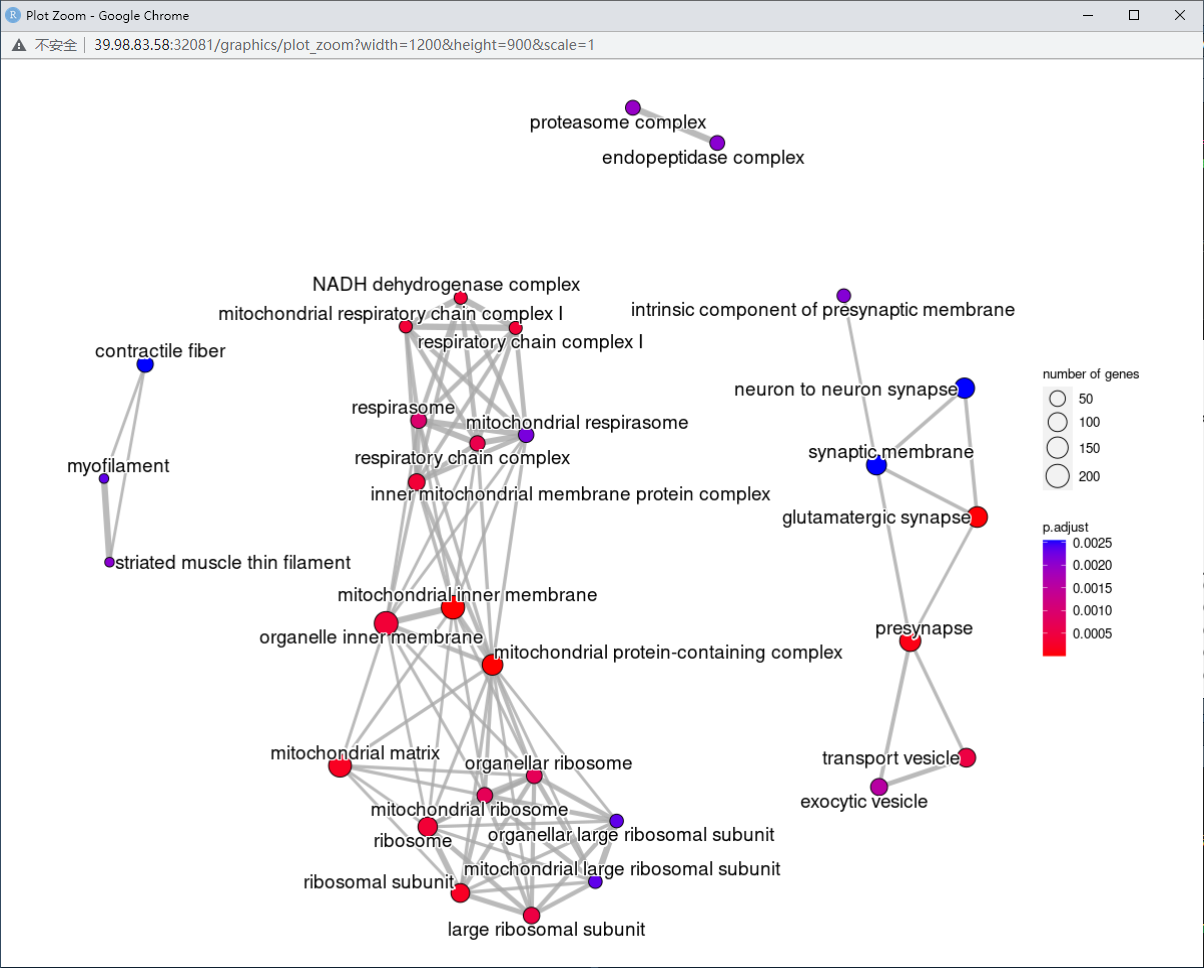 R Plot Zoom - Google Chrome
不安全 39.98.83.58:32081/graphics/plot_zoom?width=1200&height=900&scale=1
proteasome complex
endopeptidase complex
NADH dehydrogenase complex
mitochondrial respiratory chain complex I
respiratory chain complex I
intrinsic component of presynaptic membrane
contractile fiber
neuron to neuron synapse
respirasome
mitochondrial respirasome
synaptic membrane
myofilament
respiratory chain complex
inner mitochondrial membrane protein complex
glutamatergic synapse
striated muscle thin filament
mitochondrial inner membrane
organelle inner membrane
presynapse
mitochondrial protein-containing complex
mitochondrial matrix
organellar ribosome
transport vesicle
exocytic vesicle
mitochondrial ribosome
ribosome
organellar large ribosomal subunit
mitochondrial large ribosomal subunit
ribosomal subunit
large ribosomal subunit
number of genes
50
100
150
200
p.adjust
0.0025
0.0020
0.0015
0.0010
0.0005